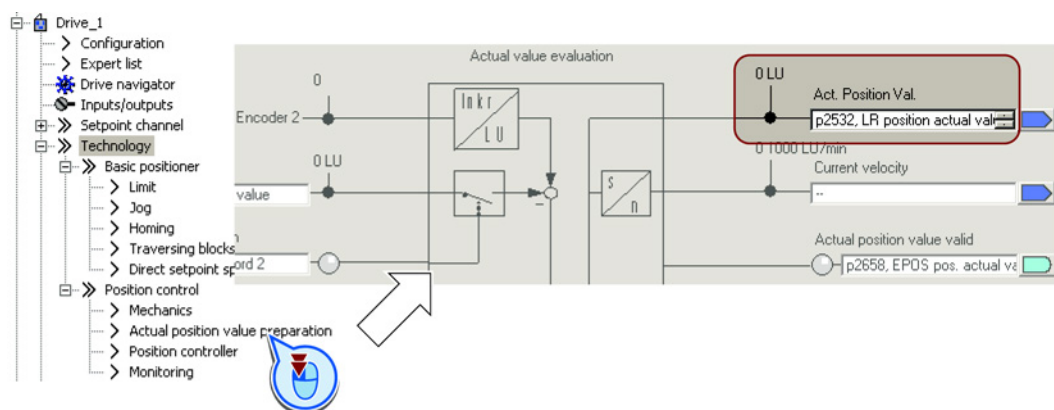 Drive_1
Configuration
Expert list
Drive navigator
Inputs/outputs
Setpoint channel
Technology
Basic positioner
Limit
Jog
Homing
Traversing blocks
Direct setpoint sp
Position control
Mechanics
Actual position value preparation
Position controller
Monitoring
Actual value evaluation
0
Encoder 2
Inkr
LU
0 LU
value
ord 2
s
n
0 LU
Act. Position Val.
p2532, LR position actual val
0 1000 LU/min
Current velocity
--
Actual position value valid
p2658, EPOS pos. actual va